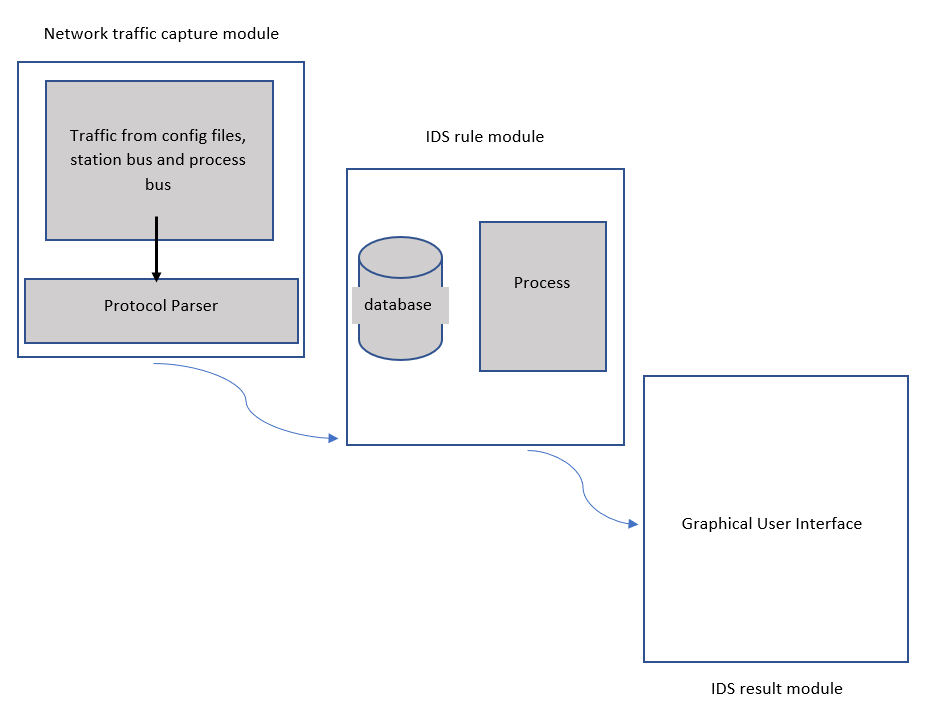 Network traffic capture module
Traffic from config files,
station bus and process
bus
Protocol Parser
IDS rule module
database
Process
Graphical User Interface
IDS result module